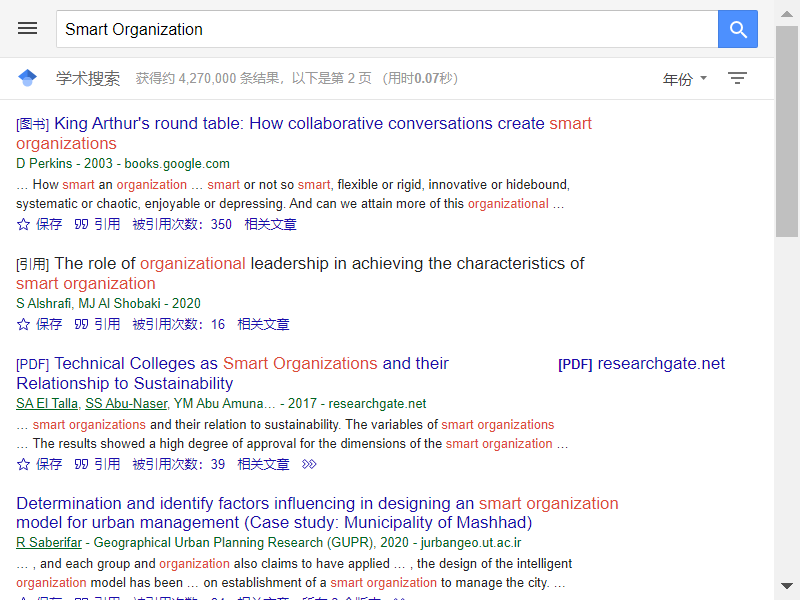 Smart Organization
学术搜索 获得约 4,270,000 条结果，以下是第 2 页 （用时0.07秒） 年份
[图书] King Arthur's round table: How collaborative conversations create smart
organizations
D Perkins - 2003 - books.google.com
… How smart an organization … smart or not so smart, flexible or rigid, innovative or hidebound,
systematic or chaotic, enjoyable or depressing. And can we attain more of this organizational …
保存 引用 被引用次数：350 相关文章
[引用] The role of organizational leadership in achieving the characteristics of
smart organization
S Alshrafi, MJ Al Shobaki - 2020
保存 引用 被引用次数：16 相关文章
[PDF] Technical Colleges as Smart Organizations and their
Relationship to Sustainability
[PDF] researchgate.net
SA El Talla, SS Abu-Naser, YM Abu Amuna… - 2017 - researchgate.net
… smart organizations and their relation to sustainability. The variables of smart organizations
… The results showed a high degree of approval for the dimensions of the smart organization …
保存 引用 被引用次数：39 相关文章
Determination and identify factors influencing in designing an smart organization
model for urban management (Case study: Municipality of Mashhad)
R Saberifar - Geographical Urban Planning Research (GUPR), 2020 - jurbangeo.ut.ac.ir
… , and each group and organization also claims to have applied … , the design of the intelligent
organization model has been … on establishment of a smart organization to manage the city. …